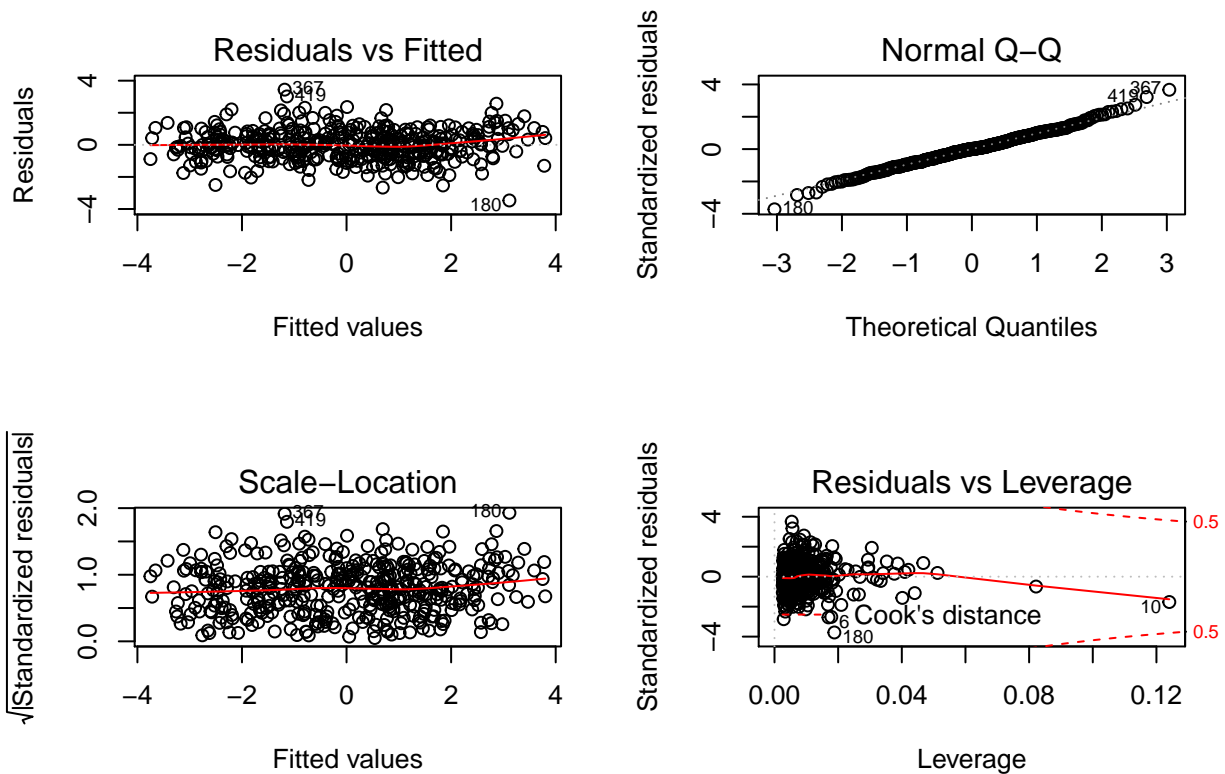 Residuals vs Fitted
Residuals
4
0
−4
367
419
180
−4 −2 0 2 4
Fitted values
Normal Q−Q
Standardized residuals
4
0
−4
367
419
180
−3 −2 −1 0 1 2 3
Theoretical Quantiles
Scale−Location
√|Standardized residuals|
2.0
1.0
0.0
367
419
180
−4 −2 0 2 4
Fitted values
Residuals vs Leverage
Standardized residuals
4
0
−4
0.5
0.5
10
6
Cook's distance
180
0.00 0.04 0.08 0.12
Leverage